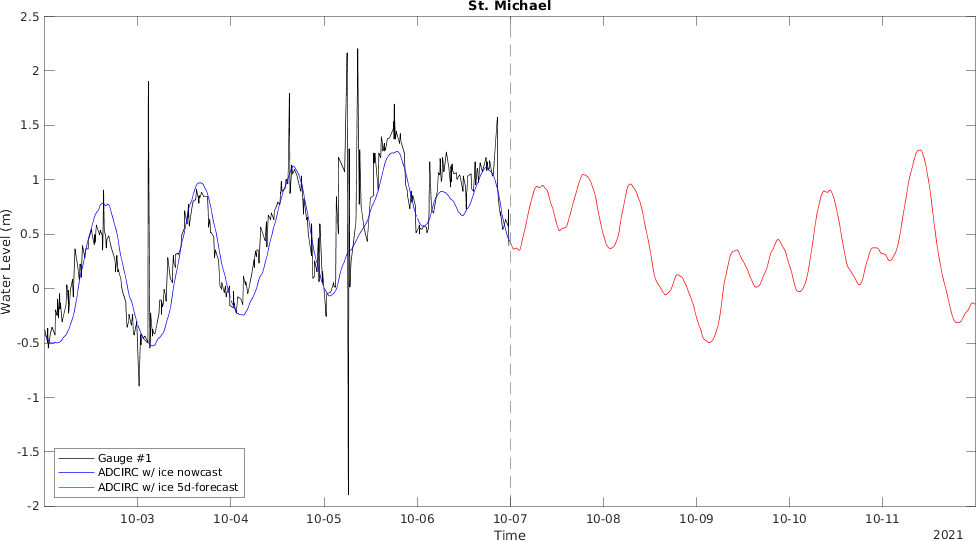 St. Michael
2.5
2
1.5
1
0.5
0
-0.5
-1
-1.5
-2
Water Level (m)
Gauge #1
ADCIRC w/ ice nowcast
ADCIRC w/ ice 5d-forecast
10-03 10-04 10-05 10-06 10-07 10-08 10-09 10-10 10-11
Time
2021